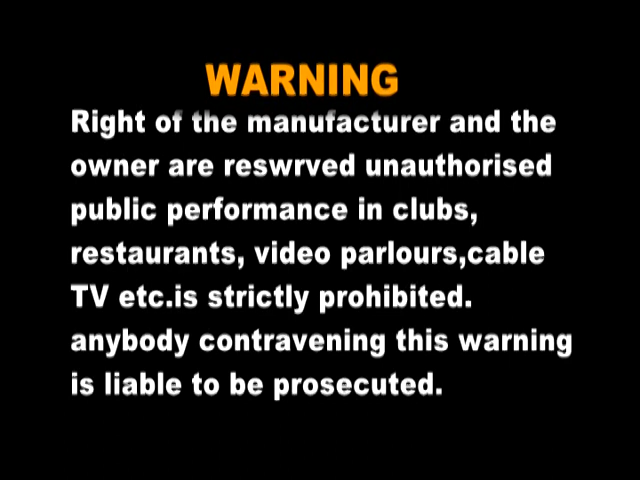 WARNING
Right of the manufacturer and the
owner are reswrved unauthorised
public performance in clubs,
restaurants, video parlours,cable
TV etc.is strictly prohibited.
anybody contravening this warning
is liable to be prosecuted.